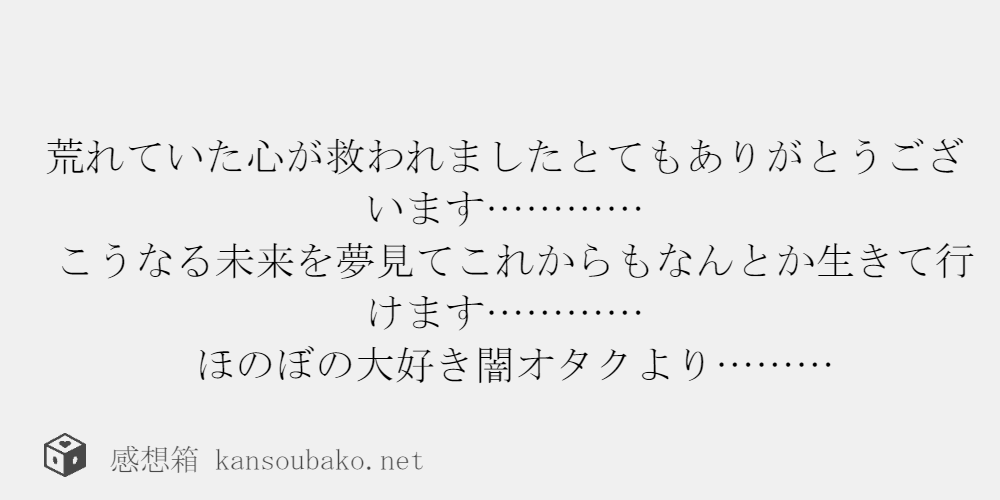 荒れていた心が救われましたとてもありがとうござ
います…………
こうなる未来を夢見てこれからもなんとか生きて行
けます…………
ほのぼの大好き闇オタクより………
感想箱 kansoubako.net